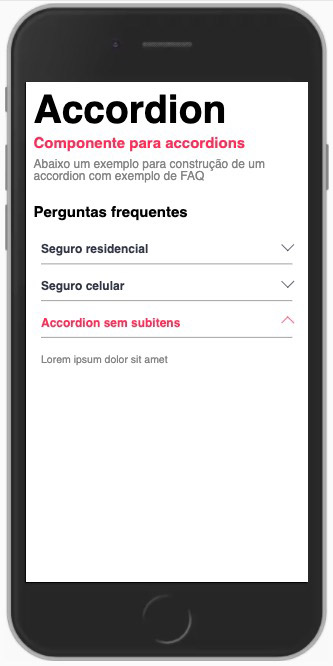 Accordion
Componente para accordions
Abaixo um exemplo para construção de um
accordion com exemplo de FAQ
Perguntas frequentes
Seguro residencial
Seguro celular
Accordion sem subitens
Lorem ipsum dolor sit amet